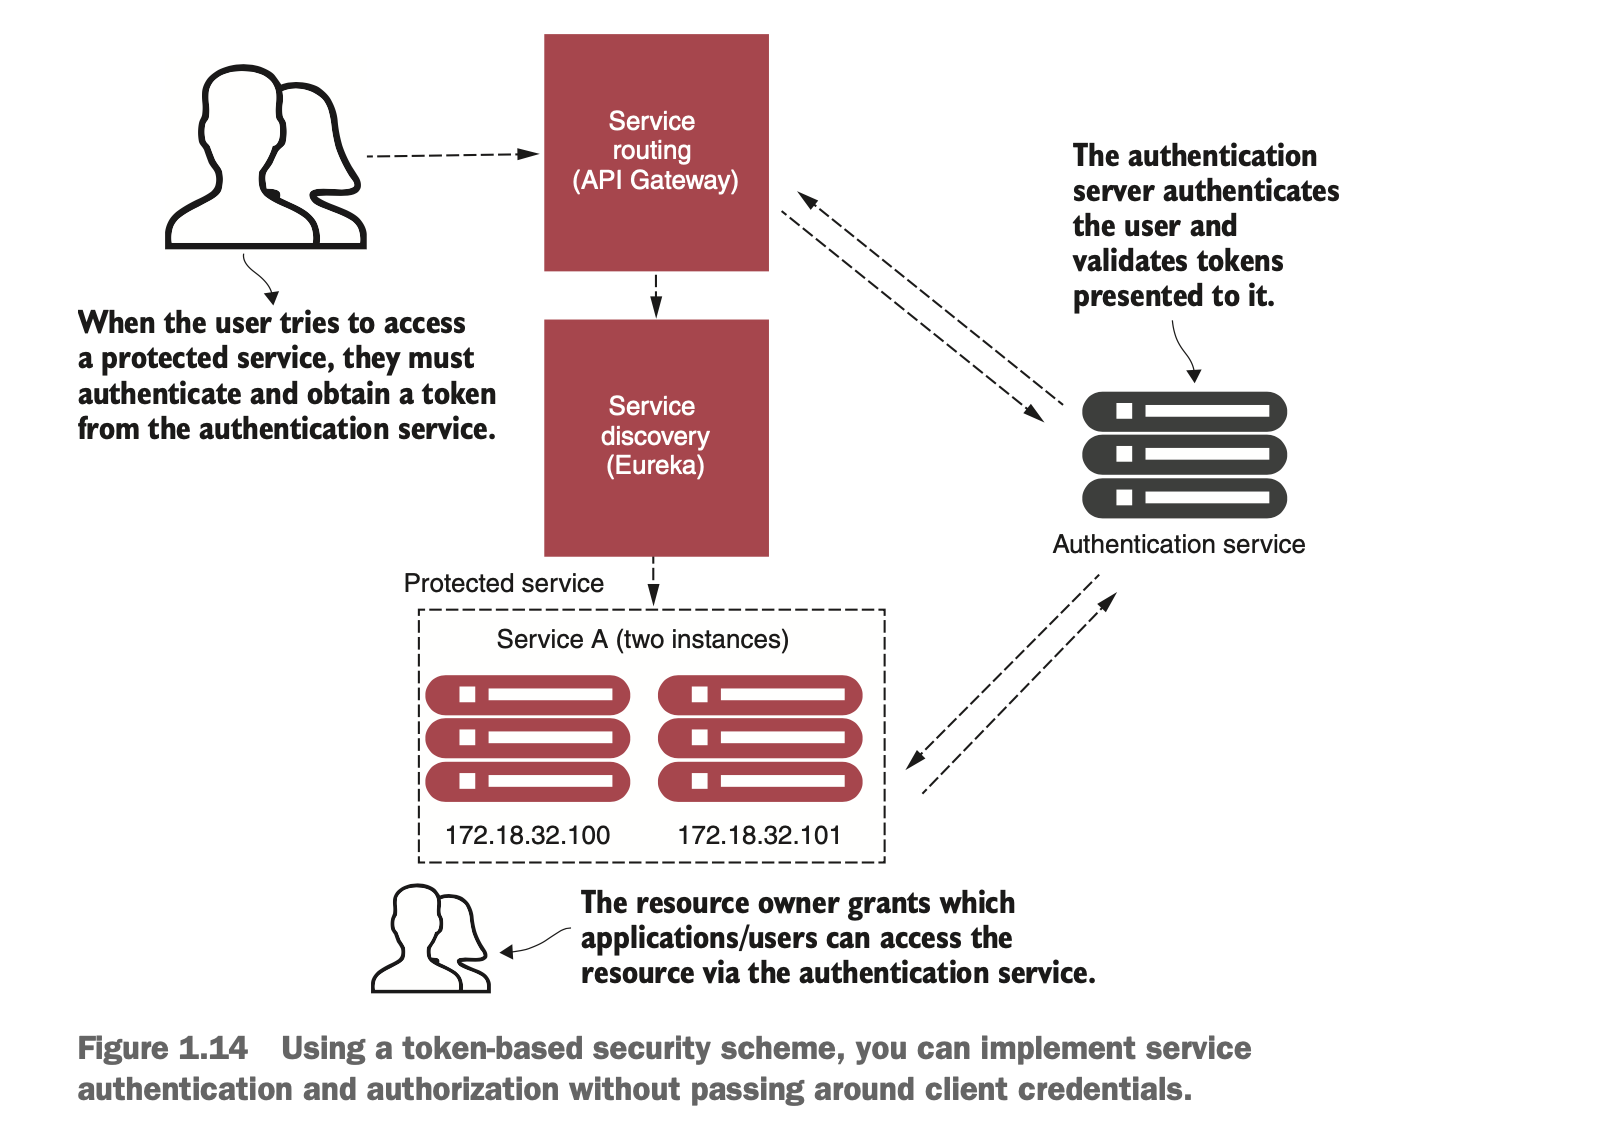 Service
routing
(API Gateway)
The authentication
server authenticates
the user and
validates tokens
presented to it.
When the user tries to access
a protected service, they must
authenticate and obtain a token
from the authentication service.
Service
discovery
(Eureka)
Authentication service
Protected service
Service A (two instances)
172.18.32.100
172.18.32.101
The resource owner grants which
applications/users can access the
resource via the authentication service.
Figure 1.14 Using a token-based security scheme, you can implement service
authentication and authorization without passing around client credentials.